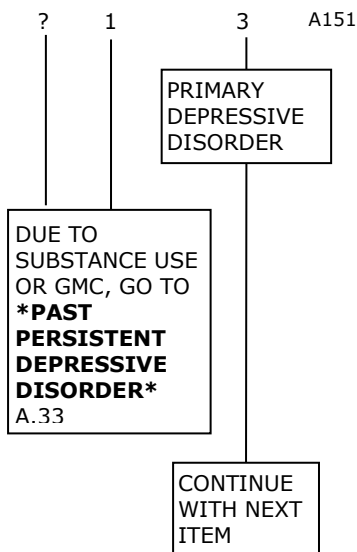 ? 1 3 A151
PRIMARY
DEPRESSIVE
DISORDER
DUE TO
SUBSTANCE USE
OR GMC, GO TO
*PAST
PERSISTENT
DEPRESSIVE
DISORDER*
A.33
CONTINUE
WITH NEXT
ITEM